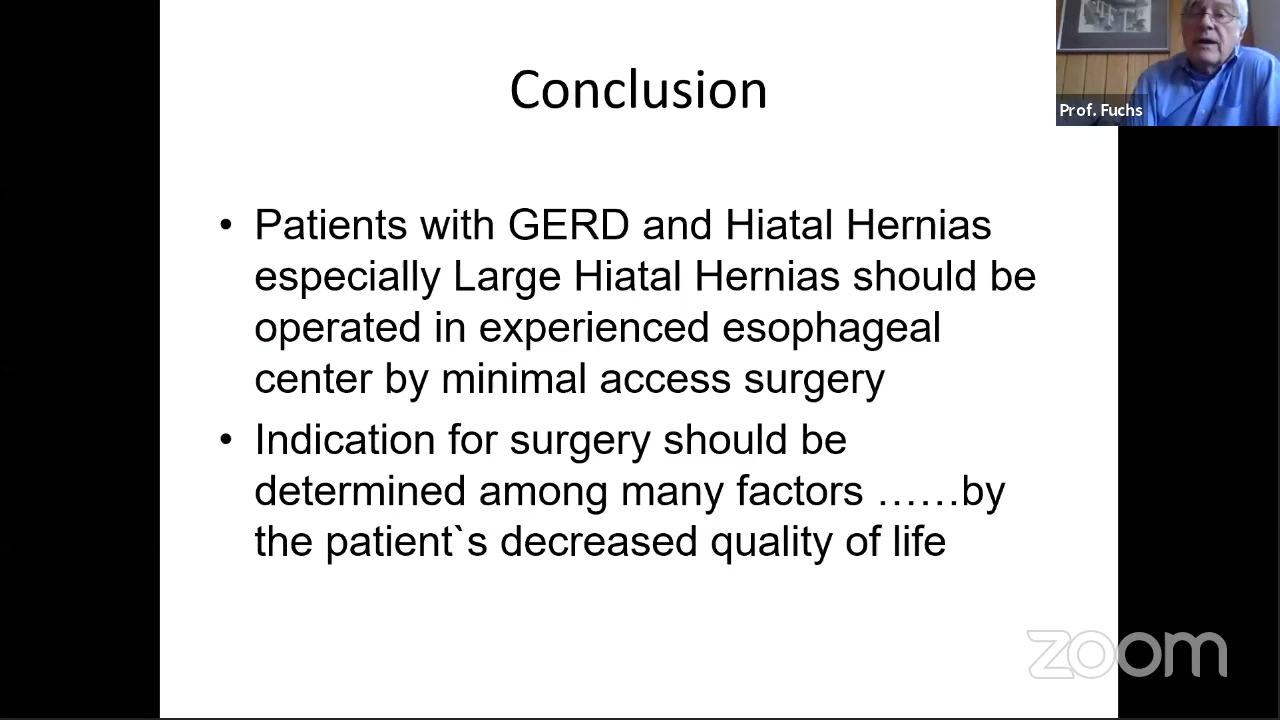 Conclusion
Prof. Fuchs
• Patients with GERD and Hiatal Hernias
especially Large Hiatal Hernias should be
operated in experienced esophageal
center by minimal access surgery
• Indication for surgery should be
determined among many factors ……by
the patient`s decreased quality of life
zoom